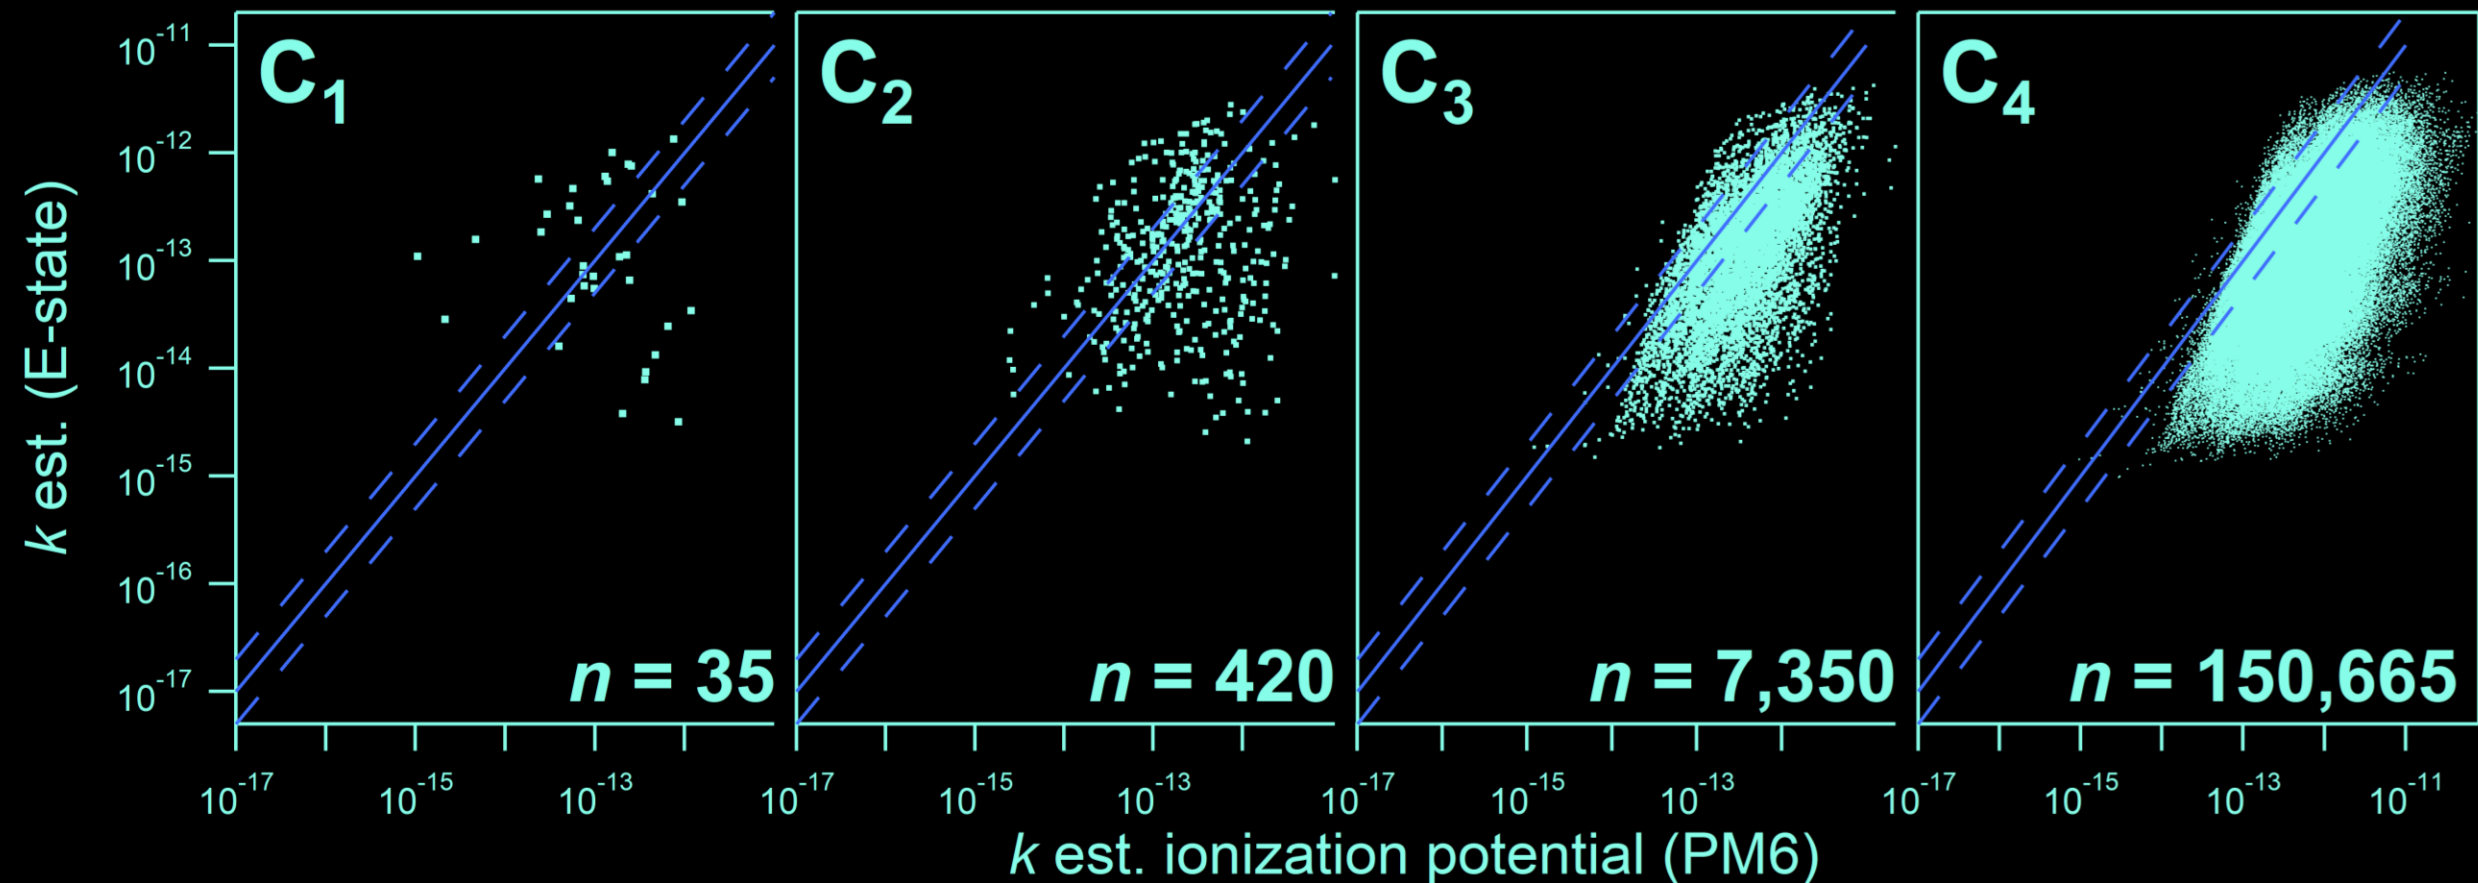 C₁ C₂ C₃ C₄
10⁻¹¹
10⁻¹²
10⁻¹³
10⁻¹⁴
10⁻¹⁵
10⁻¹⁶
10⁻¹⁷
k est. (E-state)
n = 35 n = 420 n = 7,350 n = 150,665
10⁻¹⁷ 10⁻¹⁵ 10⁻¹³ 10⁻¹⁷ 10⁻¹⁵ 10⁻¹³ 10⁻¹⁷ 10⁻¹⁵ 10⁻¹³ 10⁻¹⁷ 10⁻¹⁵ 10⁻¹³ 10⁻¹¹
k est. ionization potential (PM6)